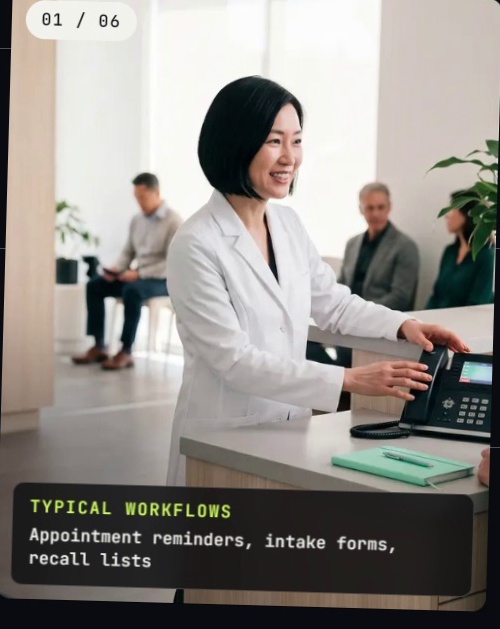 01 / 06
TYPICAL WORKFLOWS
Appointment reminders, intake forms,
recall lists